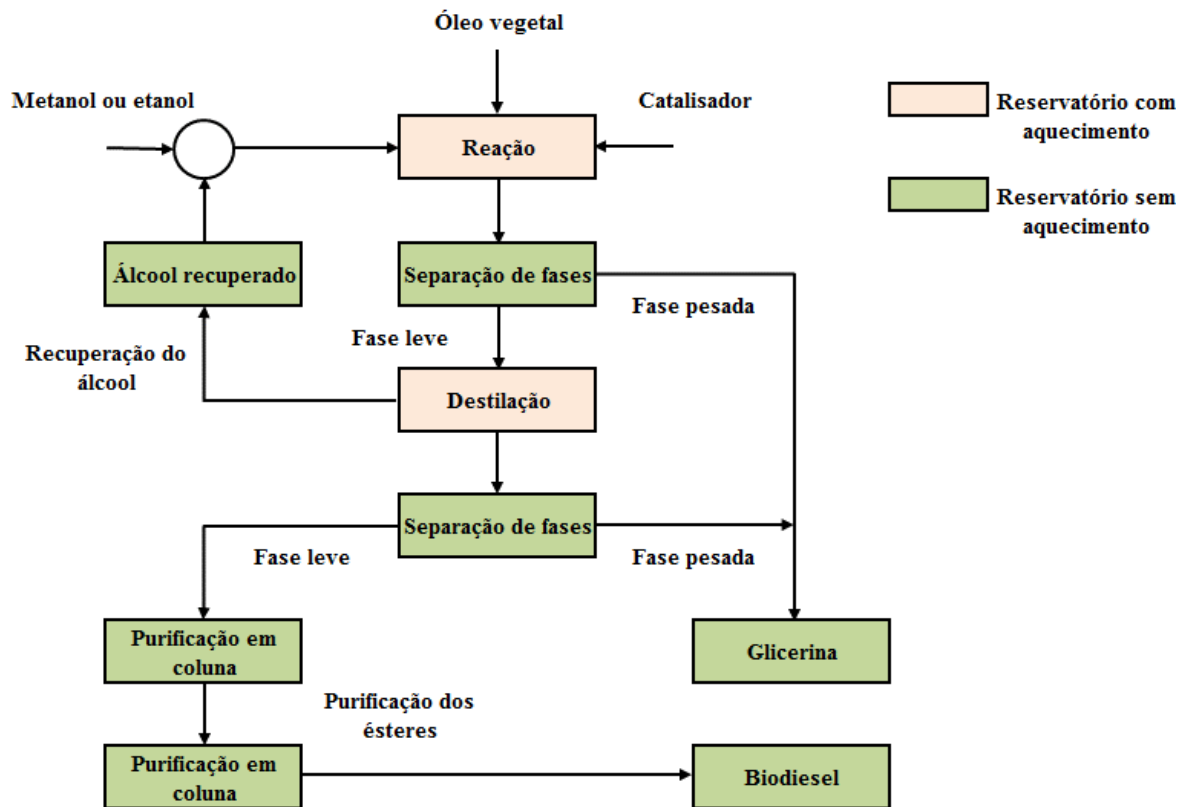 Óleo vegetal
Metanol ou etanol
Catalisador
Reservatório com
aquecimento
Reação
Reservatório sem
aquecimento
Álcool recuperado
Separação de fases
Fase pesada
Fase leve
Recuperação do
álcool
Destilação
Separação de fases
Fase leve
Fase pesada
Purificação em
coluna
Glicerina
Purificação dos
ésteres
Purificação em
coluna
Biodiesel